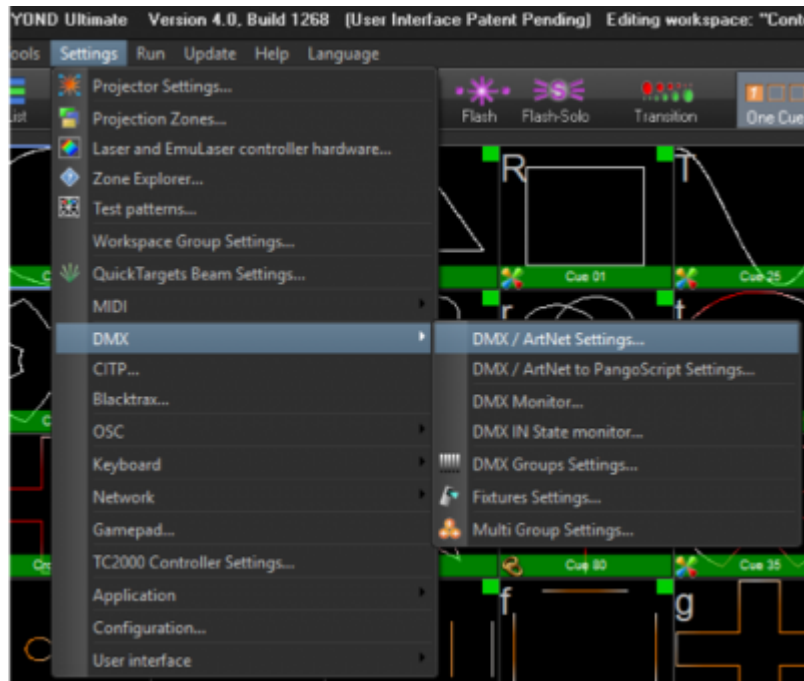 YOND Ultimate Version 4.0, Build 1268 (User Interface Patent Pending) Editing workspace: "Cont
ools Settings Run Update Help Language
List
Flash Flash-Solo Transition One Cue
Projector Settings...
Projection Zones...
Laser and EmuLaser controller hardware...
Zone Explorer...
Test patterns...
Workspace Group Settings...
QuickTargets Beam Settings...
MIDI
DMX
CITP...
Blacktrax...
OSC
Keyboard
Network
Gamepad...
TC2000 Controller Settings...
Application
Configuration...
User interface
R T
Cue 01 Cue 25
r t
DMX / ArtNet Settings...
DMX / ArtNet to PangoScript Settings...
DMX Monitor...
DMX IN State monitor...
DMX Groups Settings...
Fixtures Settings...
Multi Group Settings...
Cue 80 Cue 35
f g